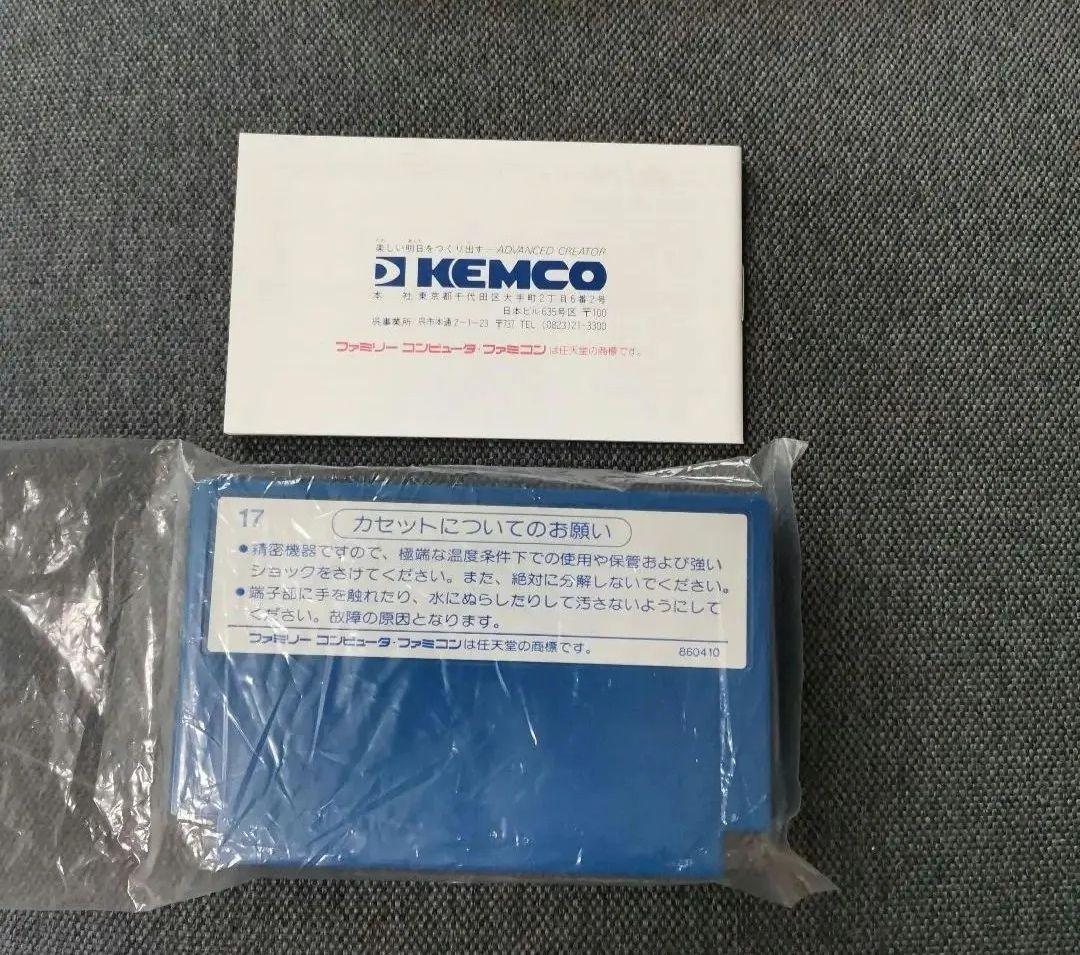 楽しい明日をつくり出す—ADVANCED CREATOR
KEMCO
本 社 東京都千代田区大手町2丁目6番2号
日本ビル635号区 〒100
呉事業所 呉市本通2-1-23 〒737 TEL (0823)21-3300
ファミリー コンピュータ・ファミコンは任天堂の商標です。
17
カセットについてのお願い
●精密機器ですので、極端な温度条件下での使用や保管および強い
ショックをさけてください。また、絶対に分解しないでください。
●端子部に手を触れたり、水にぬらしたりして汚さないようにして
ください。故障の原因となります。
ファミリー コンピュータ・ファミコンは任天堂の商標です。
860410